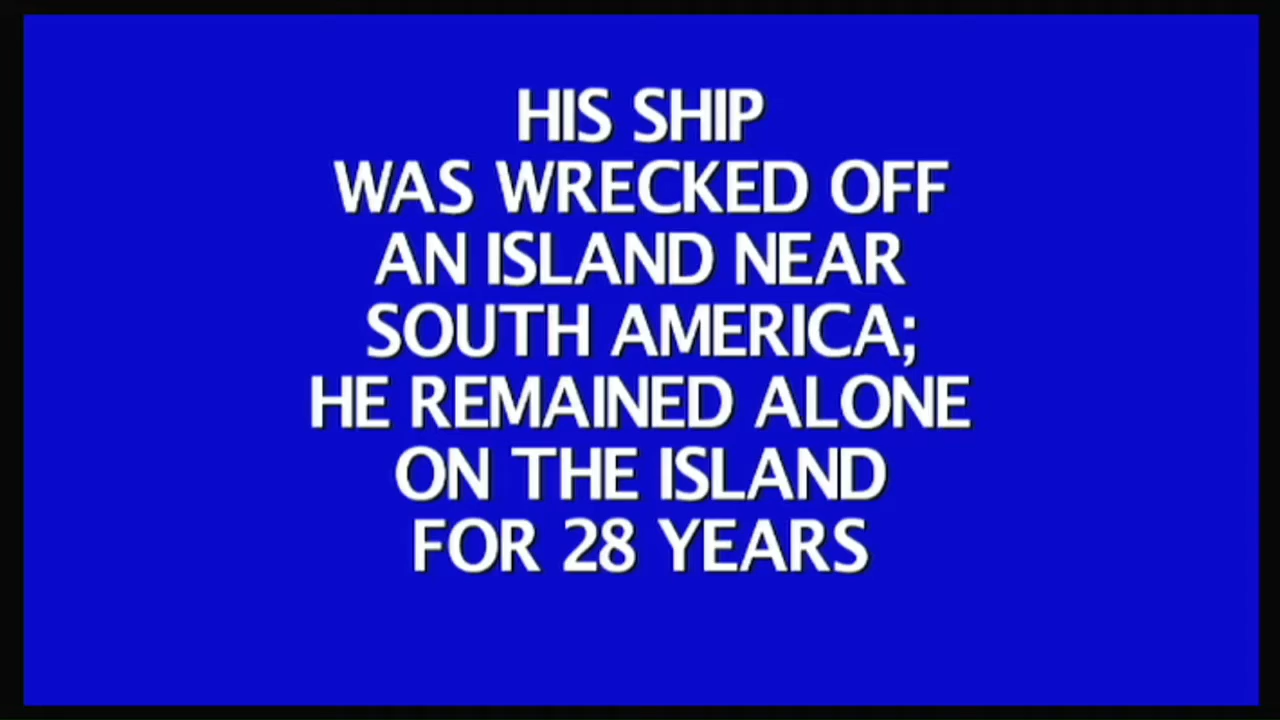 HIS SHIP
WAS WRECKED OFF
AN ISLAND NEAR
SOUTH AMERICA;
HE REMAINED ALONE
ON THE ISLAND
FOR 28 YEARS